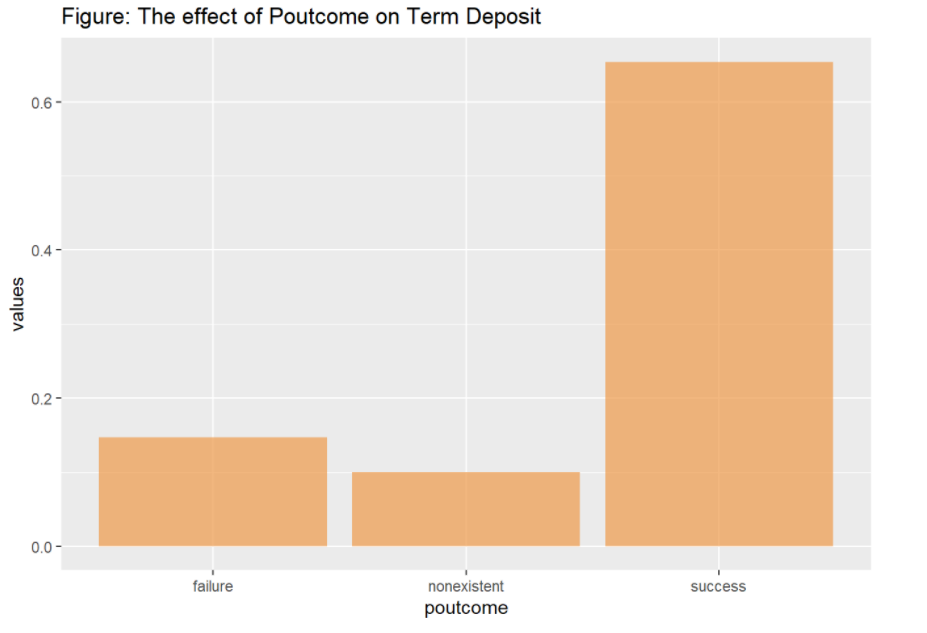 Figure: The effect of Poutcome on Term Deposit
0.6
0.4
values
0.2
0.0
failure nonexistent success
poutcome